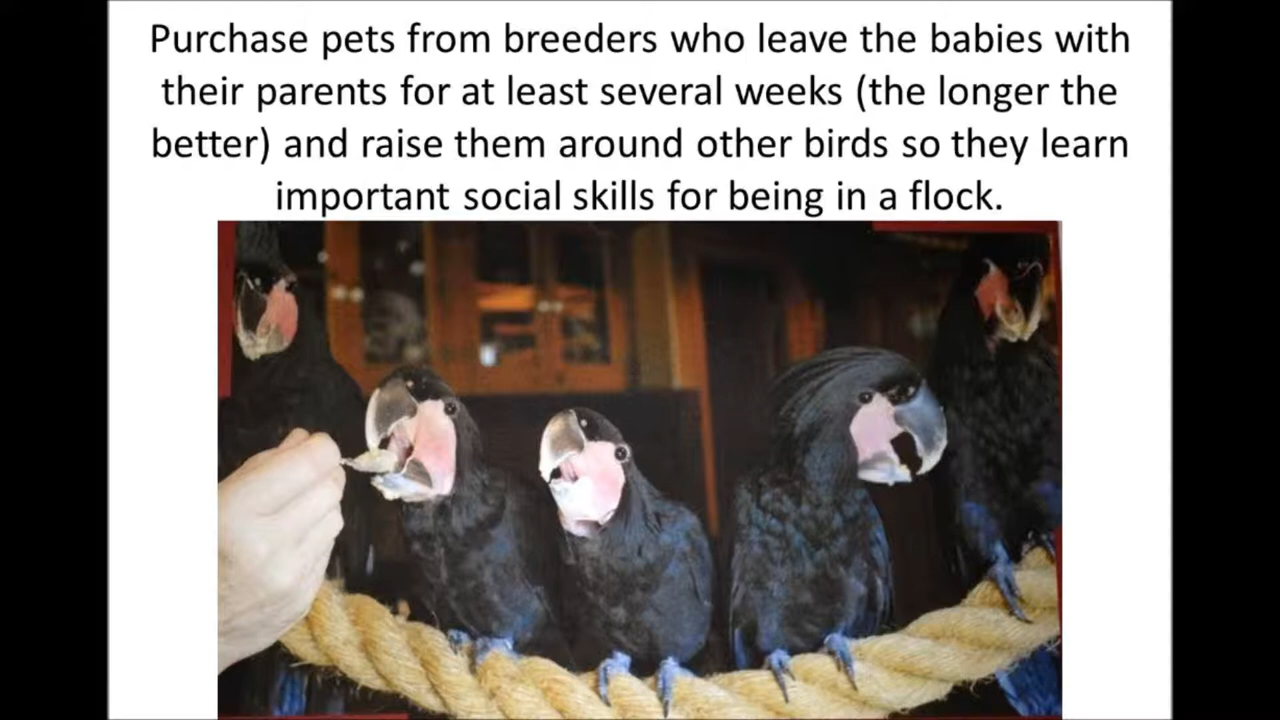 Purchase pets from breeders who leave the babies with
their parents for at least several weeks (the longer the
better) and raise them around other birds so they learn
important social skills for being in a flock.